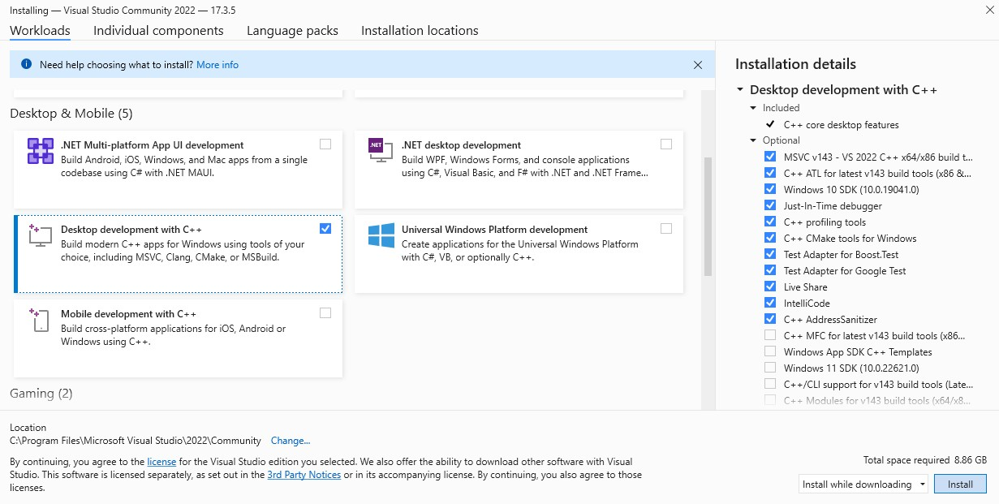 Installing — Visual Studio Community 2022 — 17.3.5
Workloads
Individual components
Language packs
Installation locations
Need help choosing what to install? More info
Desktop & Mobile (5)
.NET Multi-platform App UI development
Build Android, iOS, Windows, and Mac apps from a single
codebase using C# with .NET MAUI.
.NET
.NET desktop development
Build WPF, Windows Forms, and console applications
using C#, Visual Basic, and F# with .NET and .NET Frame...
Desktop development with C++
Build modern C++ apps for Windows using tools of your
choice, including MSVC, Clang, CMake, or MSBuild.
Universal Windows Platform development
Create applications for the Universal Windows Platform
with C#, VB, or optionally C++.
Mobile development with C++
Build cross-platform applications for iOS, Android or
Windows using C++.
Gaming (2)
Installation details
Desktop development with C++
Included
C++ core desktop features
Optional
MSVC v143 - VS 2022 C++ x64/x86 build t...
C++ ATL for latest v143 build tools (x86 &...
Windows 10 SDK (10.0.19041.0)
Just-In-Time debugger
C++ profiling tools
C++ CMake tools for Windows
Test Adapter for Boost.Test
Test Adapter for Google Test
Live Share
IntelliCode
C++ AddressSanitizer
C++ MFC for latest v143 build tools (x86...
Windows App SDK C++ Templates
Windows 11 SDK (10.0.22621.0)
C++/CLI support for v143 build tools (Late...
C++ Modules for v143 build tools (x64/x8...
Location
C:\Program Files\Microsoft Visual Studio\2022\Community Change...
By continuing, you agree to the license for the Visual Studio edition you selected. We also offer the ability to download other software with Visual
Studio. This software is licensed separately, as set out in the 3rd Party Notices or in its accompanying license. By continuing, you also agree to those
licenses.
Total space required 8.86 GB
Install while downloading
Install